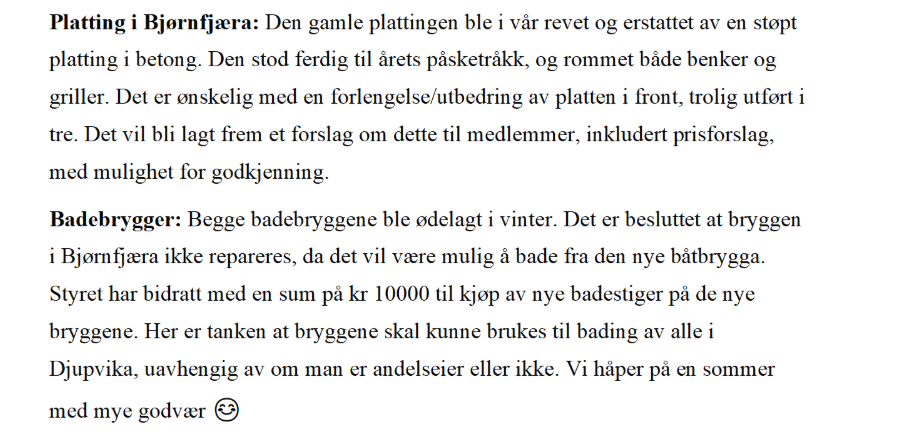 Platting i Bjørnfjæra: Den gamle plattingen ble i vår revet og erstattet av en støpt
platting i betong. Den stod ferdig til årets påsketråkk, og rommet både benker og
griller. Det er ønskelig med en forlengelse/utbedring av platten i front, trolig utført i
tre. Det vil bli lagt frem et forslag om dette til medlemmer, inkludert prisforslag,
med mulighet for godkjenning.
Badebrygger: Begge badebryggene ble ødelagt i vinter. Det er besluttet at bryggen
i Bjørnfjæra ikke repareres, da det vil være mulig å bade fra den nye båtbrygga.
Styret har bidratt med en sum på kr 10000 til kjøp av nye badestiger på de nye
bryggene. Her er tanken at bryggene skal kunne brukes til bading av alle i
Djupvika, uavhengig av om man er andelseier eller ikke. Vi håper på en sommer
med mye godvær 😊